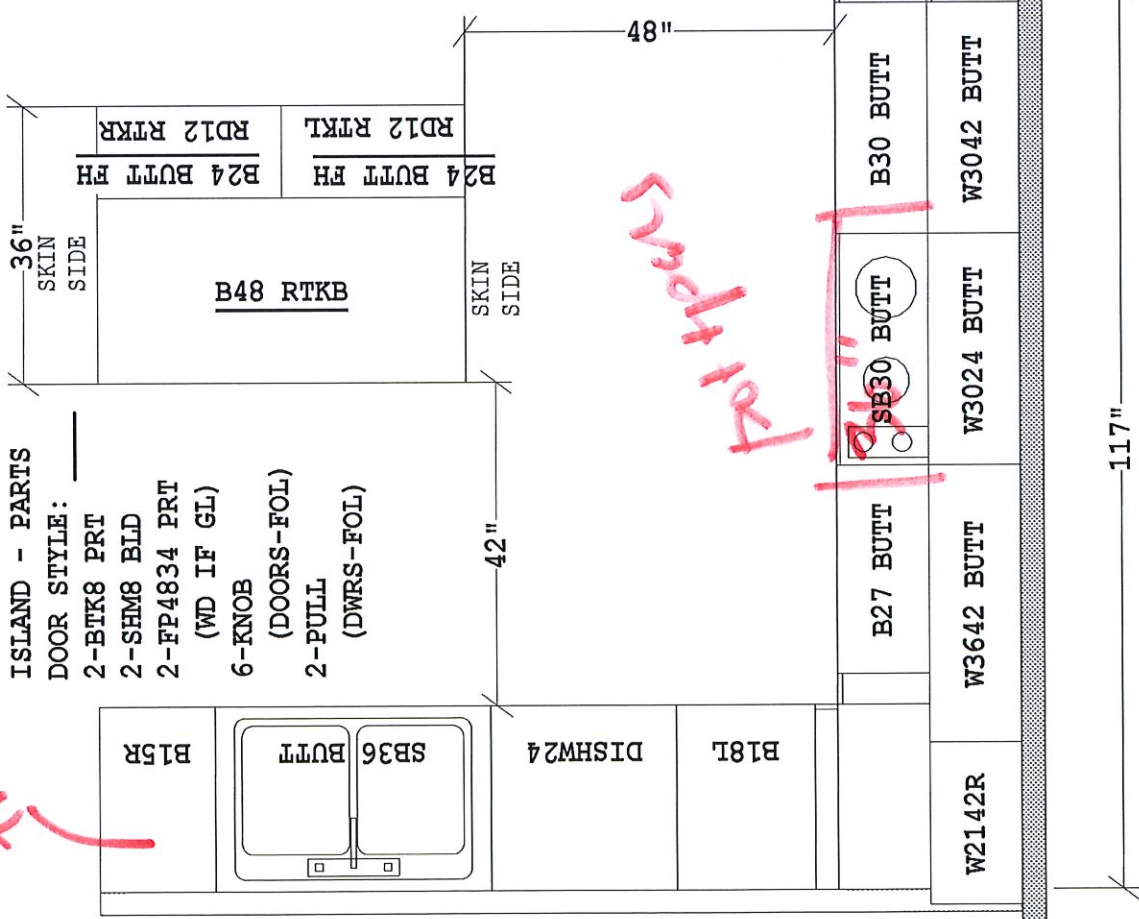 48"
36"
SKIN
SIDE
RD12 RTKR
B24 BUTT FH
RD12 RTKL
B24 BUTT FH
B48 RTKB
SKIN
SIDE
ISLAND - PARTS
DOOR STYLE:
2-BTK8 PRT
2-SHM8 BLD
2-FP4834 PRT
(WD IF GL)
6-KNOB
(DOORS-FOL)
2-PULL
(DWRS-FOL)
42"
B15R
SB36
BUTT
DISHW24
B18L
B30 BUTT
SB30 BUTT
B27 BUTT
W3042 BUTT
W3024 BUTT
W3642 BUTT
W2142R
117"